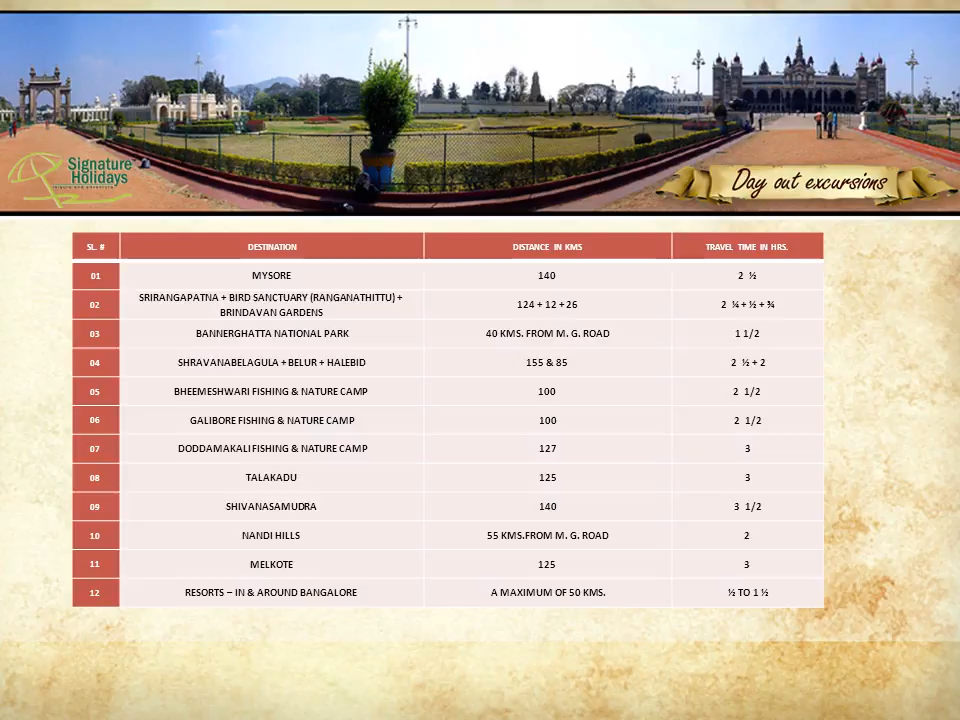 Signature
Holidays
leisure and adventure
Day out excursions
SL. # DESTINATION DISTANCE IN KMS TRAVEL TIME IN HRS.
01 MYSORE 140 2 ½
02 SRIRANGAPATNA + BIRD SANCTUARY (RANGANATHITTU) + BRINDAVAN GARDENS 124 + 12 + 26 2 ¼ + ½ + ¾
03 BANNERGHATTA NATIONAL PARK 40 KMS. FROM M. G. ROAD 1 1/2
04 SHRAVANABELAGULA + BELUR + HALEBID 155 & 85 2 ½ + 2
05 BHEEMESHWARI FISHING & NATURE CAMP 100 2 1/2
06 GALIBORE FISHING & NATURE CAMP 100 2 1/2
07 DODDAMAKALI FISHING & NATURE CAMP 127 3
08 TALAKADU 125 3
09 SHIVANASAMUDRA 140 3 1/2
10 NANDI HILLS 55 KMS.FROM M. G. ROAD 2
11 MELKOTE 125 3
12 RESORTS – IN & AROUND BANGALORE A MAXIMUM OF 50 KMS. ½ TO 1 ½